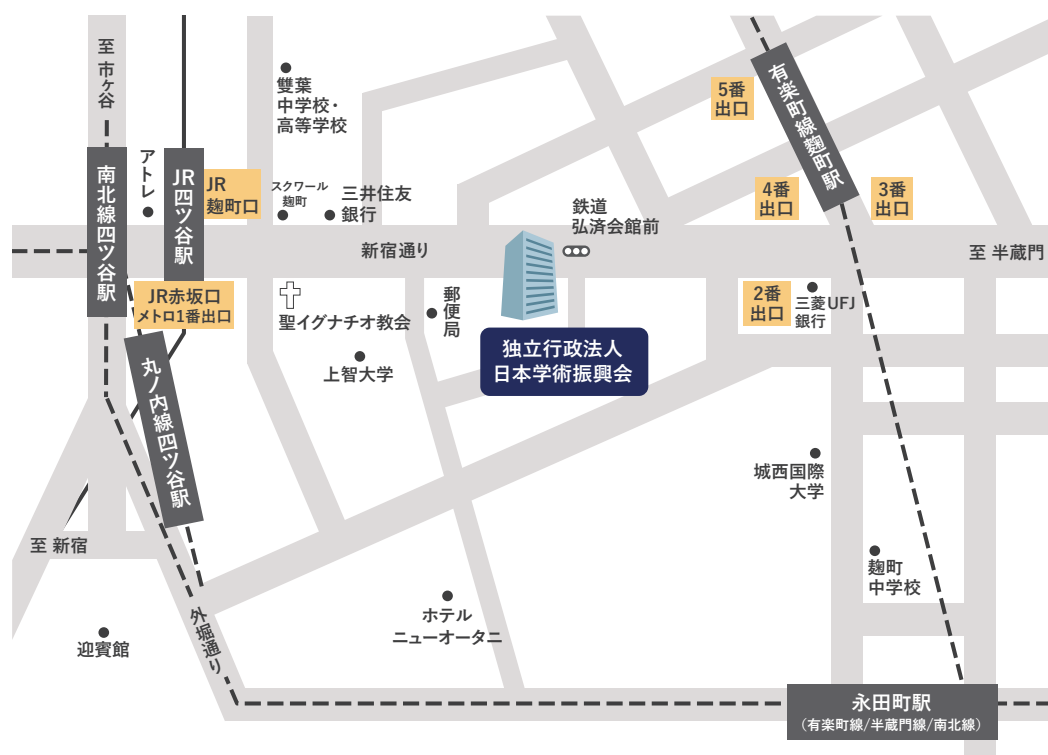 至 市ヶ谷
南北線四ツ谷駅
アトレ
JR四ツ谷駅
JR
麹町口
雙葉
中学校・
高等学校
スクワール
麹町
三井住友
銀行
新宿通り
鉄道
弘済会館前
5番
出口
有楽町線麴町駅
4番
出口
3番
出口
至 半蔵門
JR赤坂口
メトロ1番出口
聖イグナチオ教会
郵便局
2番
出口
三菱UFJ
銀行
上智大学
独立行政法人
日本学術振興会
丸ノ内線四ツ谷駅
城西国際
大学
至 新宿
麹町
中学校
外堀通り
ホテル
ニューオータニ
迎賓館
永田町駅
(有楽町線/半蔵門線/南北線)